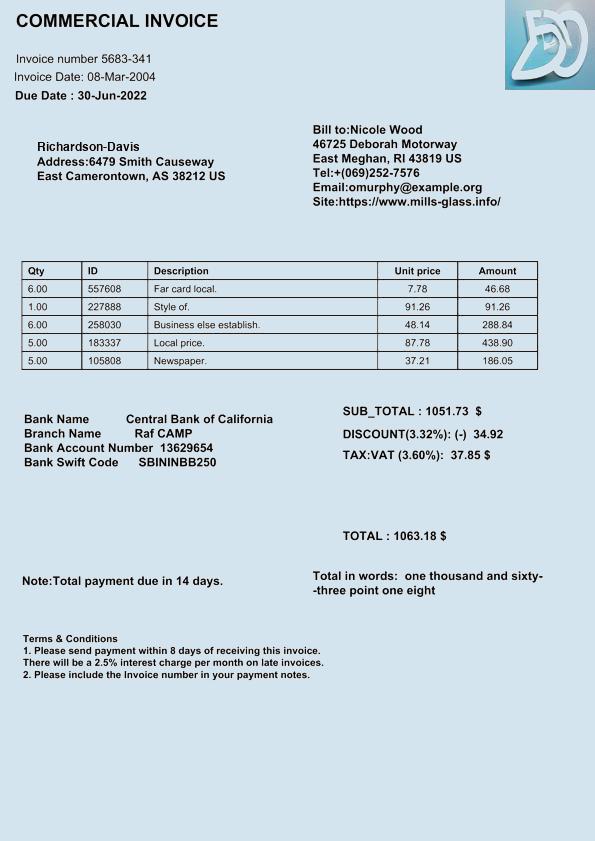 COMMERCIAL INVOICE
Invoice number 5683-341
Invoice Date: 08-Mar-2004
Due Date : 30-Jun-2022
Richardson-Davis
Address:6479 Smith Causeway
East Camerontown, AS 38212 US
Bill to:Nicole Wood
46725 Deborah Motorway
East Meghan, RI 43819 US
Tel:+(069)252-7576
Email:omurphy@example.org
Site:https://www.mills-glass.info/
Qty ID Description Unit price Amount
6.00 557608 Far card local. 7.78 46.68
1.00 227888 Style of. 91.26 91.26
6.00 258030 Business else establish. 48.14 288.84
5.00 183337 Local price. 87.78 438.90
5.00 105808 Newspaper. 37.21 186.05
Bank Name Central Bank of California
Branch Name Raf CAMP
Bank Account Number 13629654
Bank Swift Code SBININBB250
SUB_TOTAL : 1051.73 $
DISCOUNT(3.32%): (-) 34.92
TAX:VAT (3.60%): 37.85 $
TOTAL : 1063.18 $
Note:Total payment due in 14 days.
Total in words: one thousand and sixty-
-three point one eight
Terms & Conditions
1. Please send payment within 8 days of receiving this invoice.
There will be a 2.5% interest charge per month on late invoices.
2. Please include the Invoice number in your payment notes.